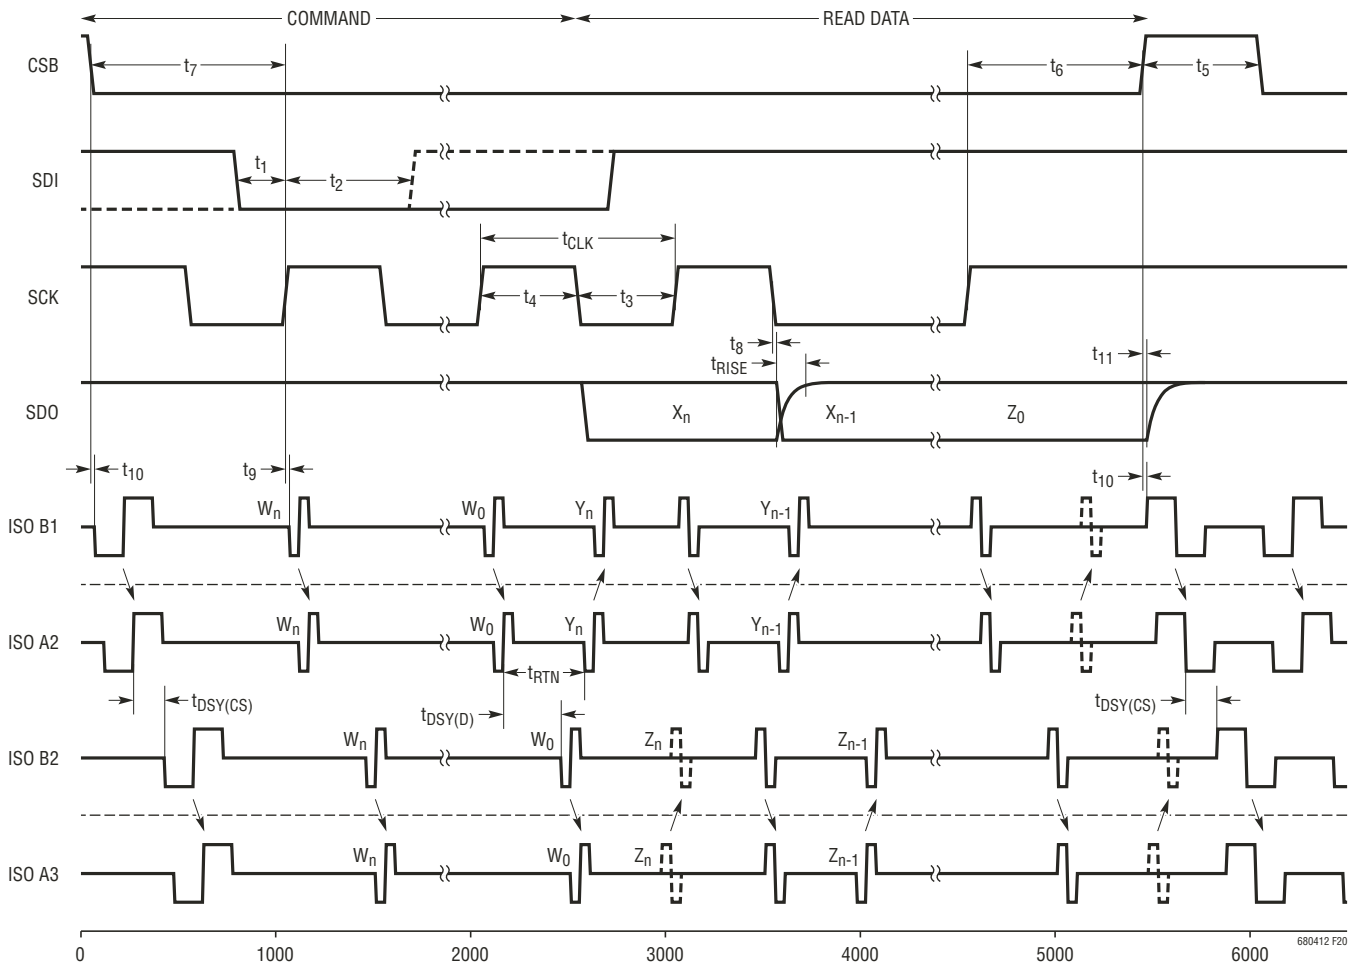 COMMAND READ DATA
CSB t7 t6 t5
SDI t1 t2
tCLK
SCK t4 t3
t8 t11
tRISE
SDO Xn Xn-1 Z0
t10 t9 t10
Wn W0 Yn Yn-1
ISO B1
Wn W0 Yn Yn-1
ISO A2
tRTN
tDSY(CS) tDSY(D) tDSY(CS)
Wn W0 Zn Zn-1
ISO B2
Wn W0 Zn Zn-1
ISO A3
680412 F20
0 1000 2000 3000 4000 5000 6000